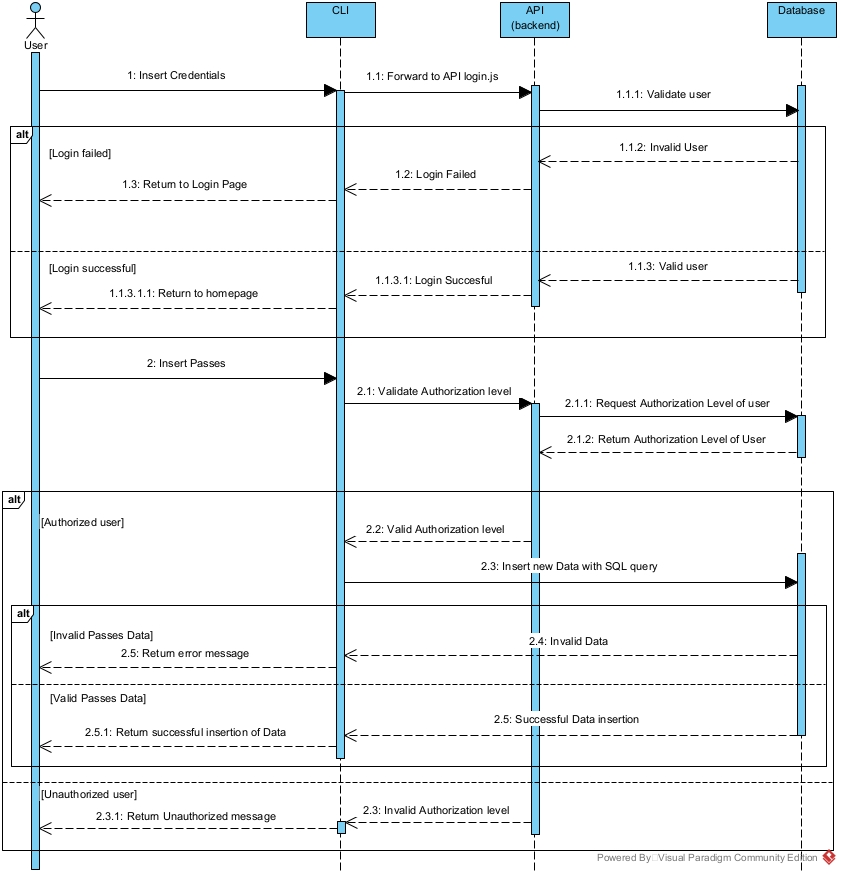 User
CLI
API
(backend)
Database
1: Insert Credentials
1.1: Forward to API login.js
1.1.1: Validate user
alt
[Login failed]
1.1.2: Invalid User
1.2: Login Failed
1.3: Return to Login Page
[Login successful]
1.1.3: Valid user
1.1.3.1: Login Succesful
1.1.3.1.1: Return to homepage
2: Insert Passes
2.1: Validate Authorization level
2.1.1: Request Authorization Level of user
2.1.2: Return Authorization Level of User
alt
[Authorized user]
2.2: Valid Authorization level
2.3: Insert new Data with SQL query
alt
[Invalid Passes Data]
2.4: Invalid Data
2.5: Return error message
[Valid Passes Data]
2.5: Successful Data insertion
2.5.1: Return successful insertion of Data
[Unauthorized user]
2.3: Invalid Authorization level
2.3.1: Return Unauthorized message
Powered By Visual Paradigm Community Edition